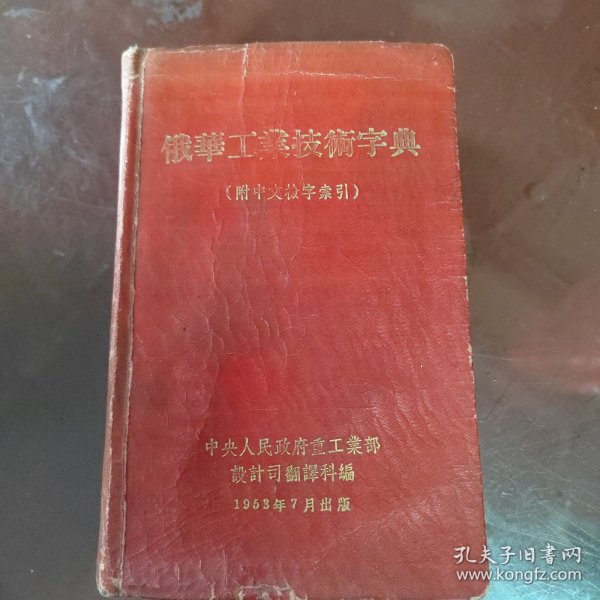 俄華工業技術字典
(附中文檢字索引)
中央人民政府重工業部
設計司翻譯科編
1953年7月出版
孔夫子旧书网
www.kongfz.com